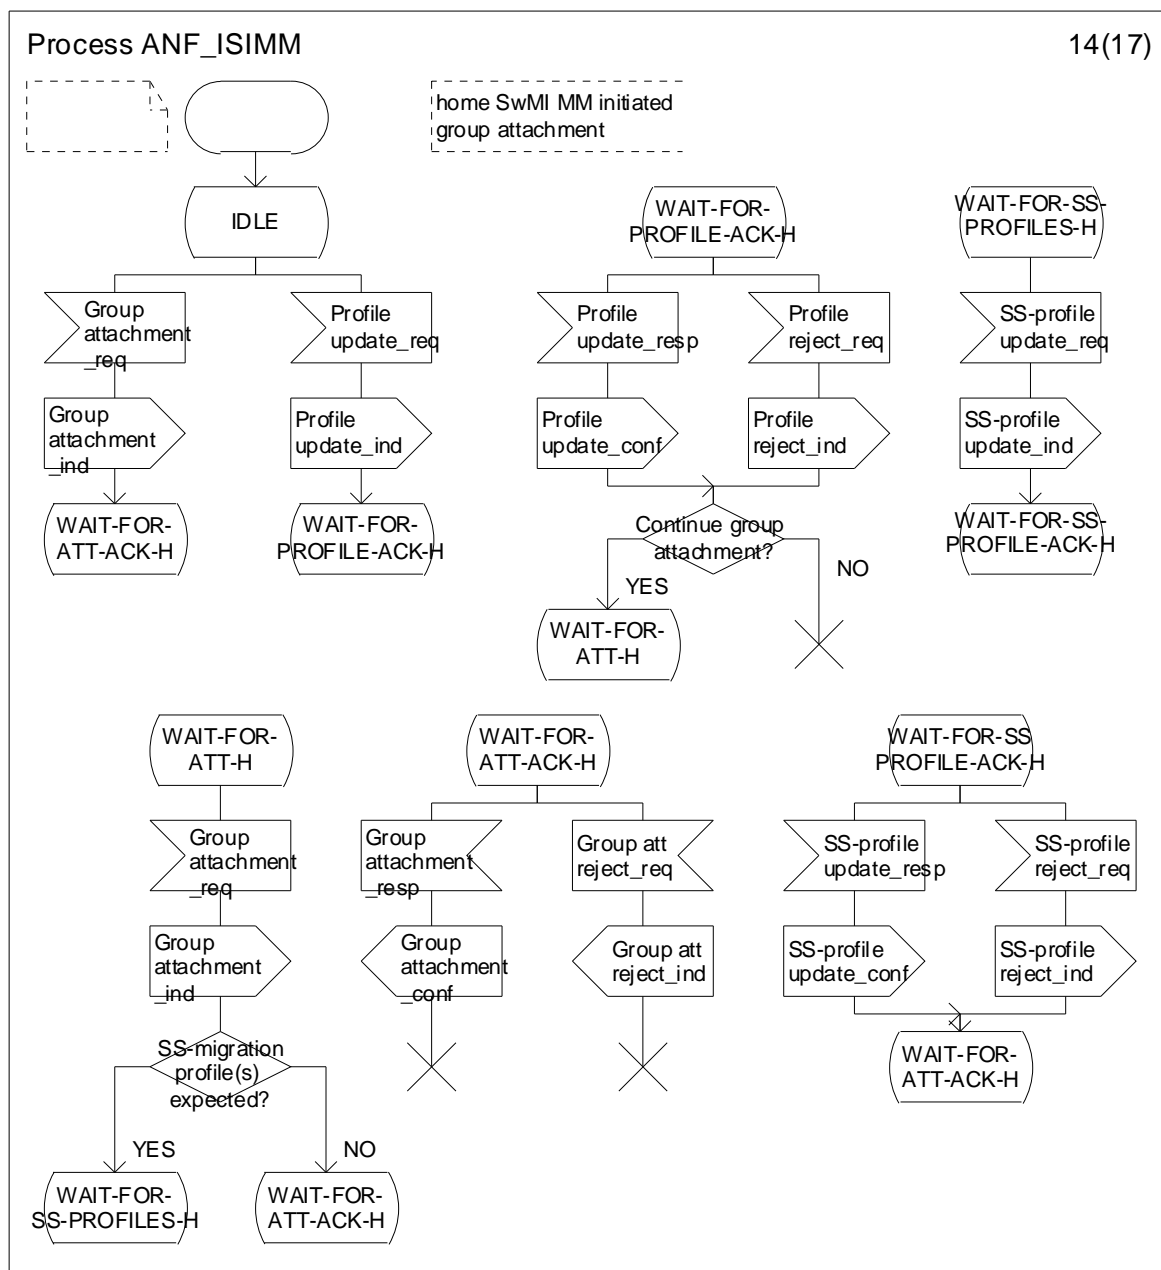 Process ANF_ISIMM
14(17)
home SwMI MM initiated
group attachment
IDLE
WAIT-FOR-
PROFILE-ACK-H
WAIT-FOR-SS-
PROFILES-H
Group
attachment
_req
Profile
update_req
Profile
update_resp
Profile
reject_req
SS-profile
update_req
Group
attachment
_ind
Profile
update_ind
Profile
update_conf
Profile
reject_ind
SS-profile
update_ind
WAIT-FOR-
ATT-ACK-H
WAIT-FOR-
PROFILE-ACK-H
Continue group
attachment?
WAIT-FOR-SS-
PROFILE-ACK-H
YES
NO
WAIT-FOR-
ATT-H
WAIT-FOR-
ATT-H
WAIT-FOR-
ATT-ACK-H
WAIT-FOR-SS
PROFILE-ACK-H
Group
attachment
_req
Group
attachment
_resp
Group att
reject_req
SS-profile
update_resp
SS-profile
reject_req
Group
attachment
_ind
Group
attachment
_conf
Group att
reject_ind
SS-profile
update_conf
SS-profile
reject_ind
SS-migration
profile(s)
expected?
WAIT-FOR-
ATT-ACK-H
YES
NO
WAIT-FOR-
SS-PROFILES-H
WAIT-FOR-
ATT-ACK-H